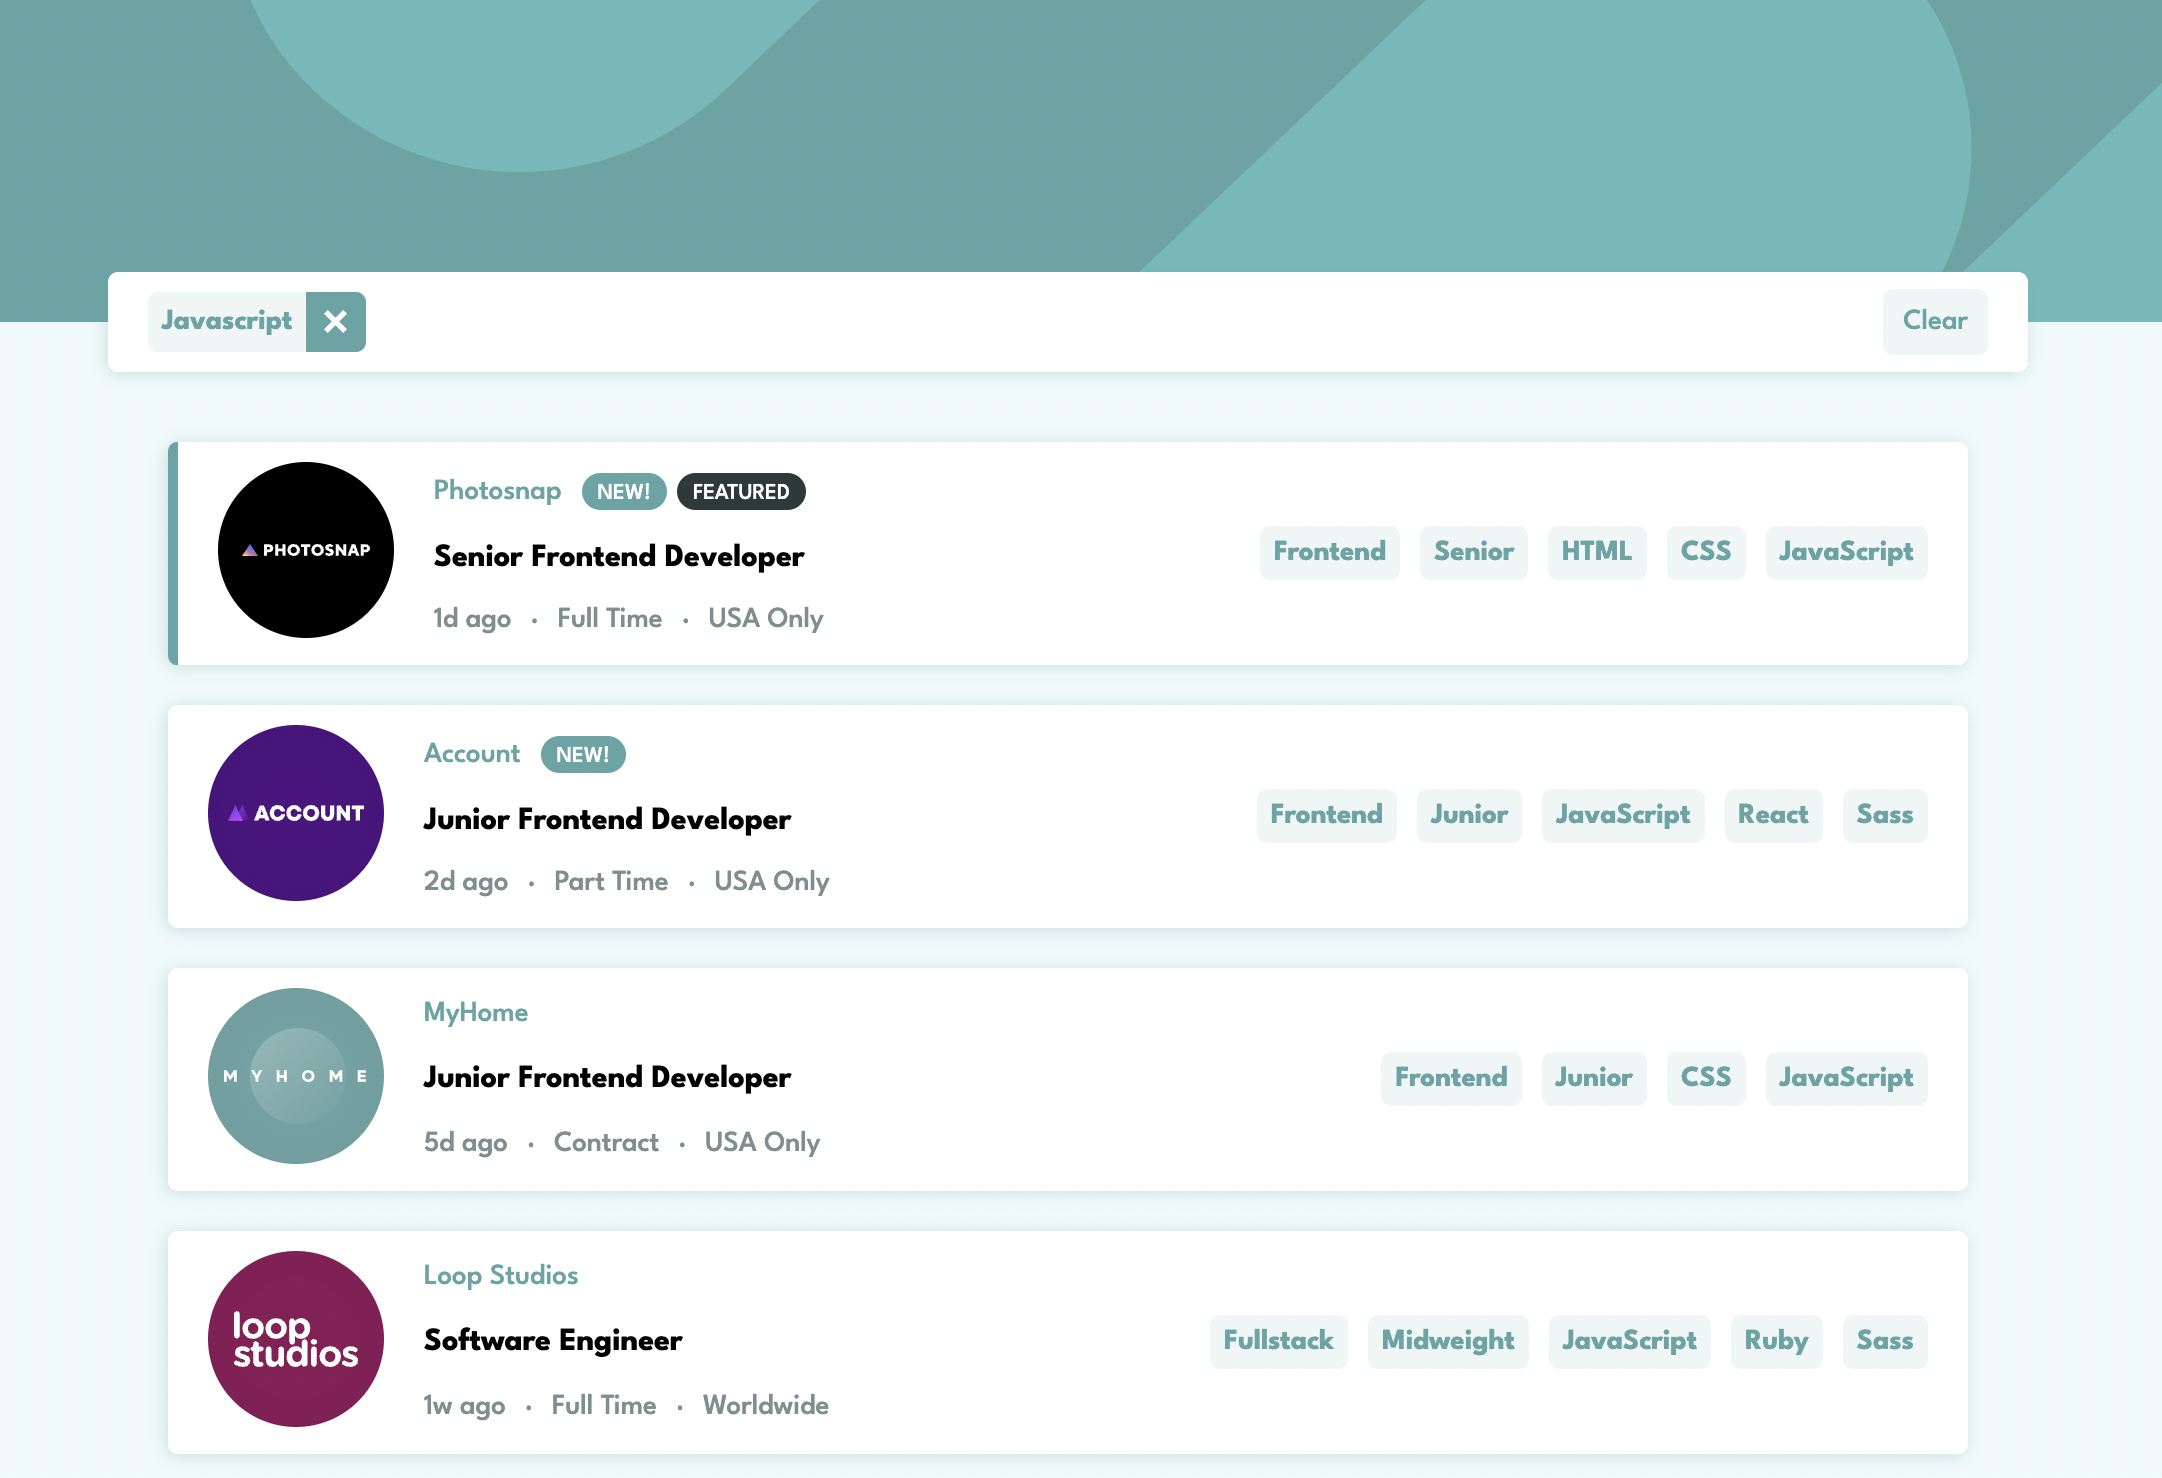 Javascript
Clear
PHOTOSNAP
Photosnap NEW! FEATURED
Senior Frontend Developer
1d ago · Full Time · USA Only
Frontend Senior HTML CSS JavaScript
ACCOUNT
Account NEW!
Junior Frontend Developer
2d ago · Part Time · USA Only
Frontend Junior JavaScript React Sass
MYHOME
MyHome
Junior Frontend Developer
5d ago · Contract · USA Only
Frontend Junior CSS JavaScript
loop
studios
Loop Studios
Software Engineer
1w ago · Full Time · Worldwide
Fullstack Midweight JavaScript Ruby Sass